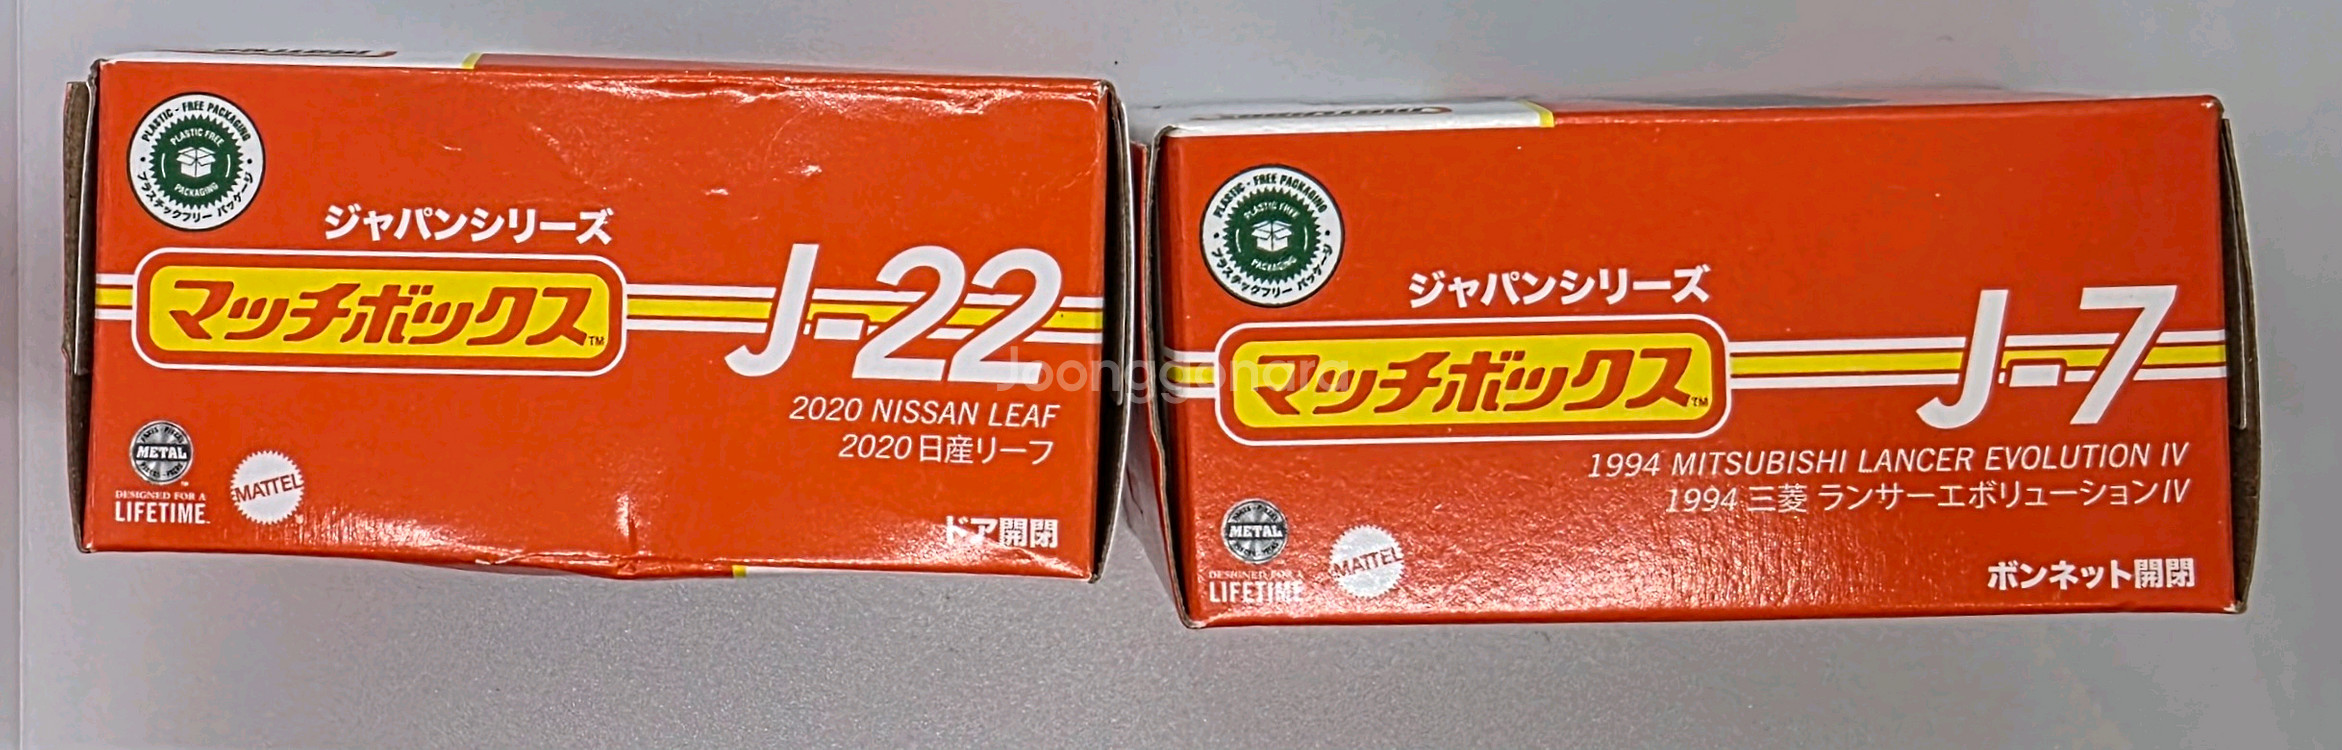 PLASTIC - FREE PACKAGING
PLASTIC FREE
PACKAGING
プラスチックフリー パッケージ
ジャパンシリーズ
マッチボックス™
J-22
2020 NISSAN LEAF
2020 日産リーフ
METAL
DESIGNED FOR A
LIFETIME™
MATTEL
ドア開閉
PLASTIC - FREE PACKAGING
PLASTIC FREE
PACKAGING
プラスチックフリー パッケージ
ジャパンシリーズ
マッチボックス™
J-7
1994 MITSUBISHI LANCER EVOLUTION IV
1994 三菱 ランサーエボリューションIV
METAL
DESIGNED FOR A
LIFETIME
MATTEL
ボンネット開閉
Joonggonara